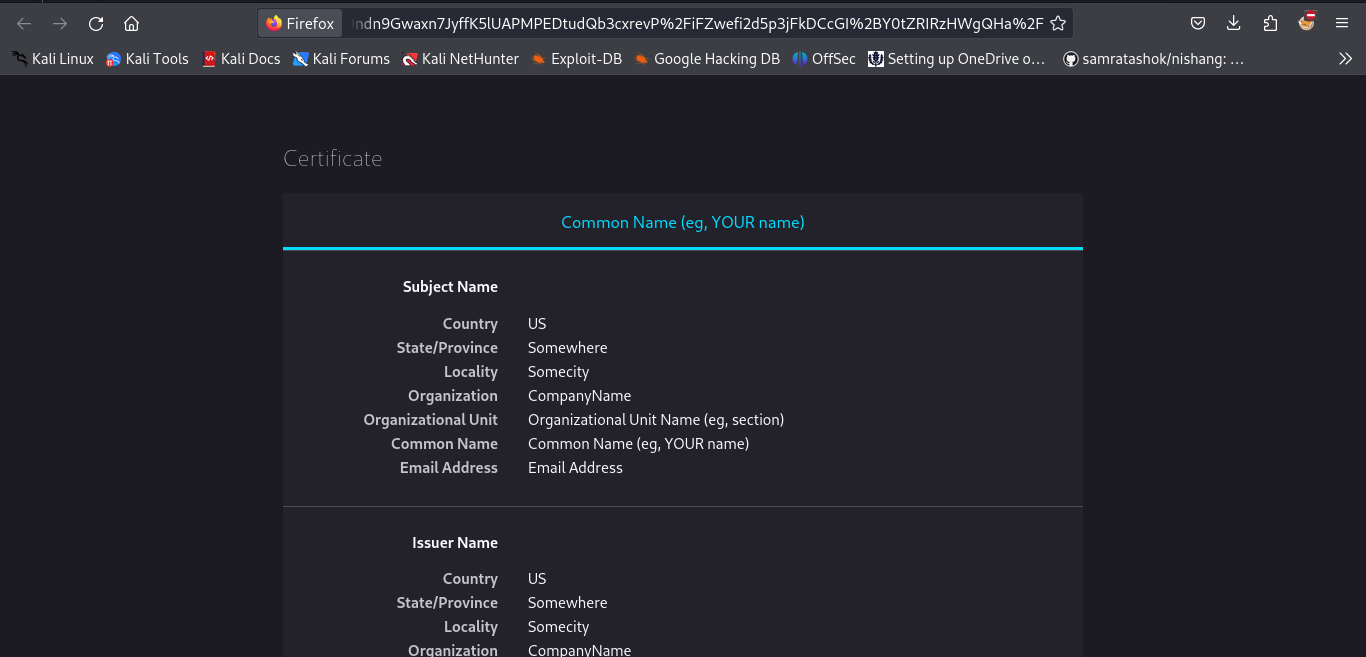 Firefox ndn9Gwaxn7JyffK5lUAPMPEDtudQb3cxrevP%2FiFZwefi2d5p3jFkDCcGI%2BY0tZRIRzHWgQHa%2F
Kali Linux Kali Tools Kali Docs Kali Forums Kali NetHunter Exploit-DB Google Hacking DB OffSec Setting up OneDrive o… samratashok/nishang: …
Certificate
Common Name (eg, YOUR name)
Subject Name
Country US
State/Province Somewhere
Locality Somecity
Organization CompanyName
Organizational Unit Organizational Unit Name (eg, section)
Common Name Common Name (eg, YOUR name)
Email Address Email Address
Issuer Name
Country US
State/Province Somewhere
Locality Somecity
Organization CompanyName